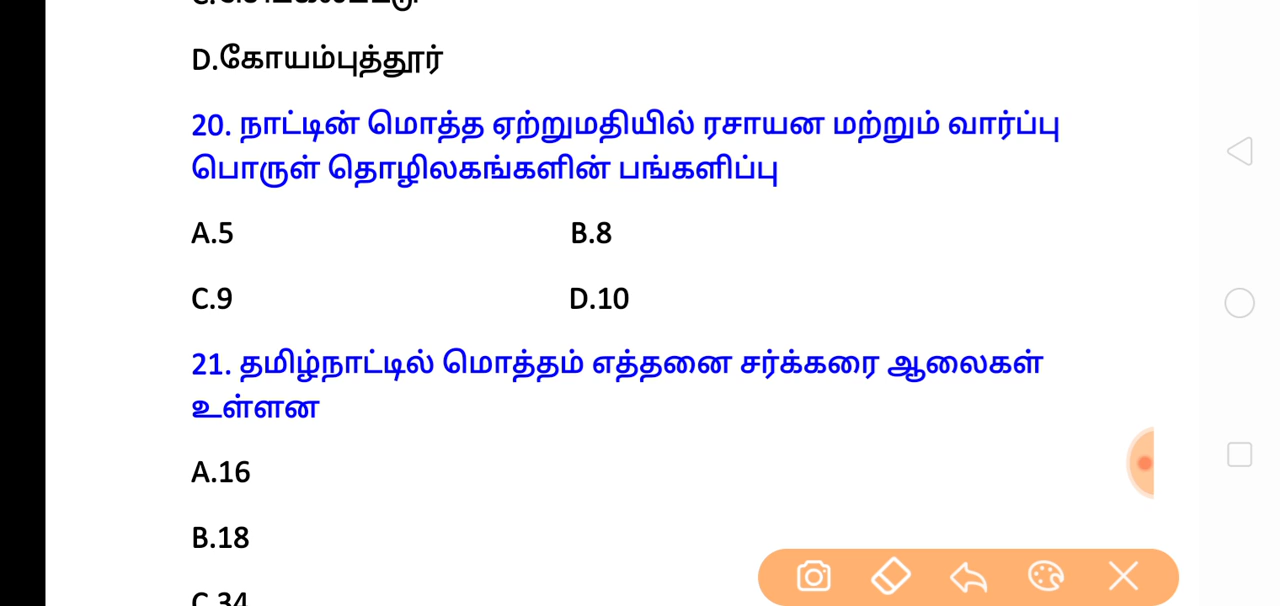 D.கோயம்புத்தூர்
20. நாட்டின் மொத்த ஏற்றுமதியில் ரசாயன மற்றும் வார்ப்பு
பொருள் தொழிலகங்களின் பங்களிப்பு
A.5 B.8
C.9 D.10
21. தமிழ்நாட்டில் மொத்தம் எத்தனை சர்க்கரை ஆலைகள்
உள்ளன
A.16
B.18
C.34